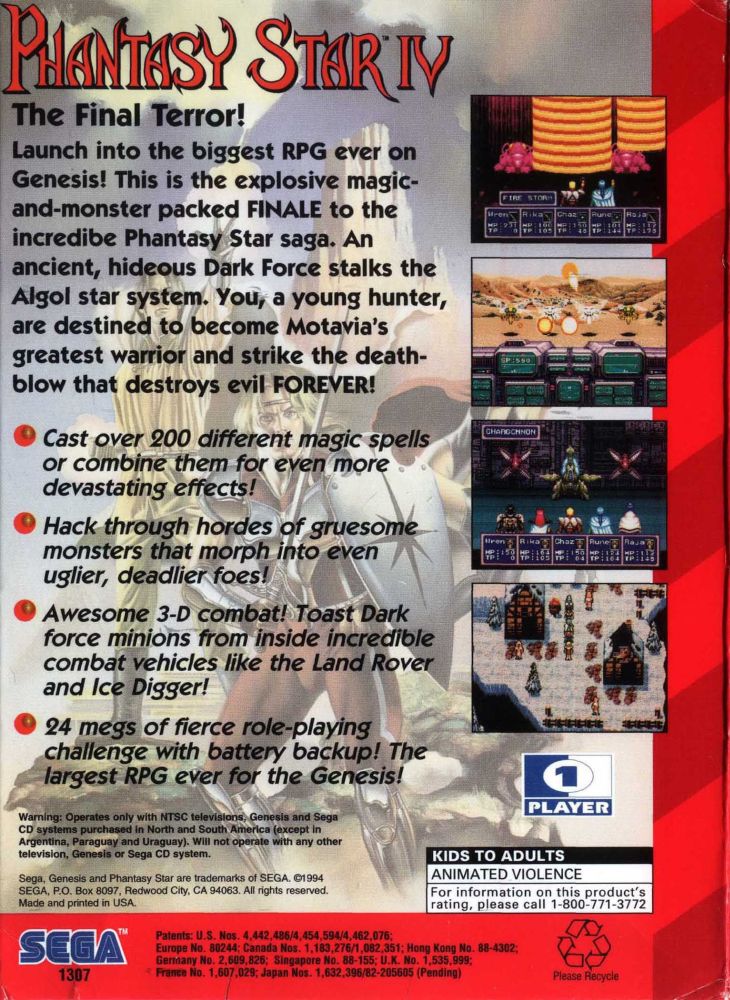 PHANTASY STAR IV™
The Final Terror!
Launch into the biggest RPG ever on
Genesis! This is the explosive magic-
and-monster packed FINALE to the
incredibe Phantasy Star saga. An
ancient, hideous Dark Force stalks the
Algol star system. You, a young hunter,
are destined to become Motavia's
greatest warrior and strike the death-
blow that destroys evil FOREVER!
Cast over 200 different magic spells
or combine them for even more
devastating effects!
Hack through hordes of gruesome
monsters that morph into even
uglier, deadlier foes!
Awesome 3-D combat! Toast Dark
force minions from inside incredible
combat vehicles like the Land Rover
and Ice Digger!
24 megs of fierce role-playing
challenge with battery backup! The
largest RPG ever for the Genesis!
Warning: Operates only with NTSC televisions, Genesis and Sega
CD systems purchased in North and South America (except in
Argentina, Paraguay and Uraguay). Will not operate with any other
television, Genesis or Sega CD system.
Sega, Genesis and Phantasy Star are trademarks of SEGA. ©1994
SEGA, P.O. Box 8097, Redwood City, CA 94063. All rights reserved.
Made and printed in USA.
FIRE STORM
Wren Rika Chaz Rune Raja
CHAROGMNON
Wren Rika Chaz Rune Raja
1
PLAYER
KIDS TO ADULTS
ANIMATED VIOLENCE
For information on this product's
rating, please call 1-800-771-3772
SEGA™
1307
Patents: U.S. Nos. 4,442,486/4,454,594/4,462,076;
Europe No. 80244; Canada Nos. 1,183,276/1,082,351; Hong Kong No. 88-4302;
Germany No. 2,609,826; Singapore No. 88-155; U.K. No. 1,535,999;
France No. 1,607,029; Japan Nos. 1,632,396/82-205605 (Pending)
Please Recycle